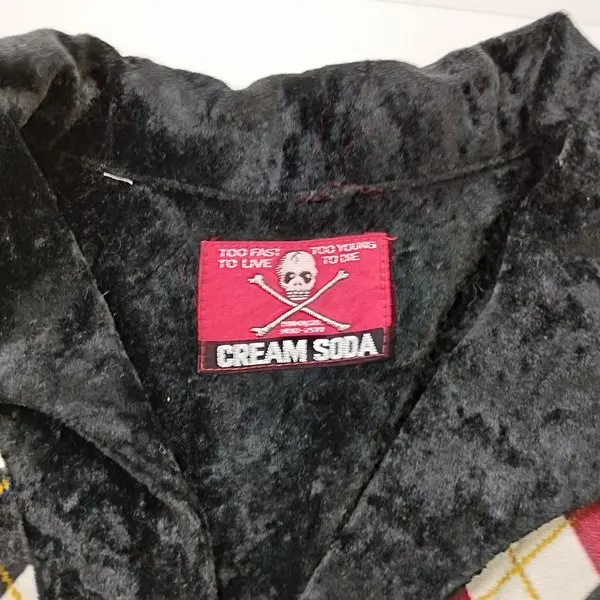 TOO FAST TOO YOUNG
TO LIVE TO DIE
CREAM SODA